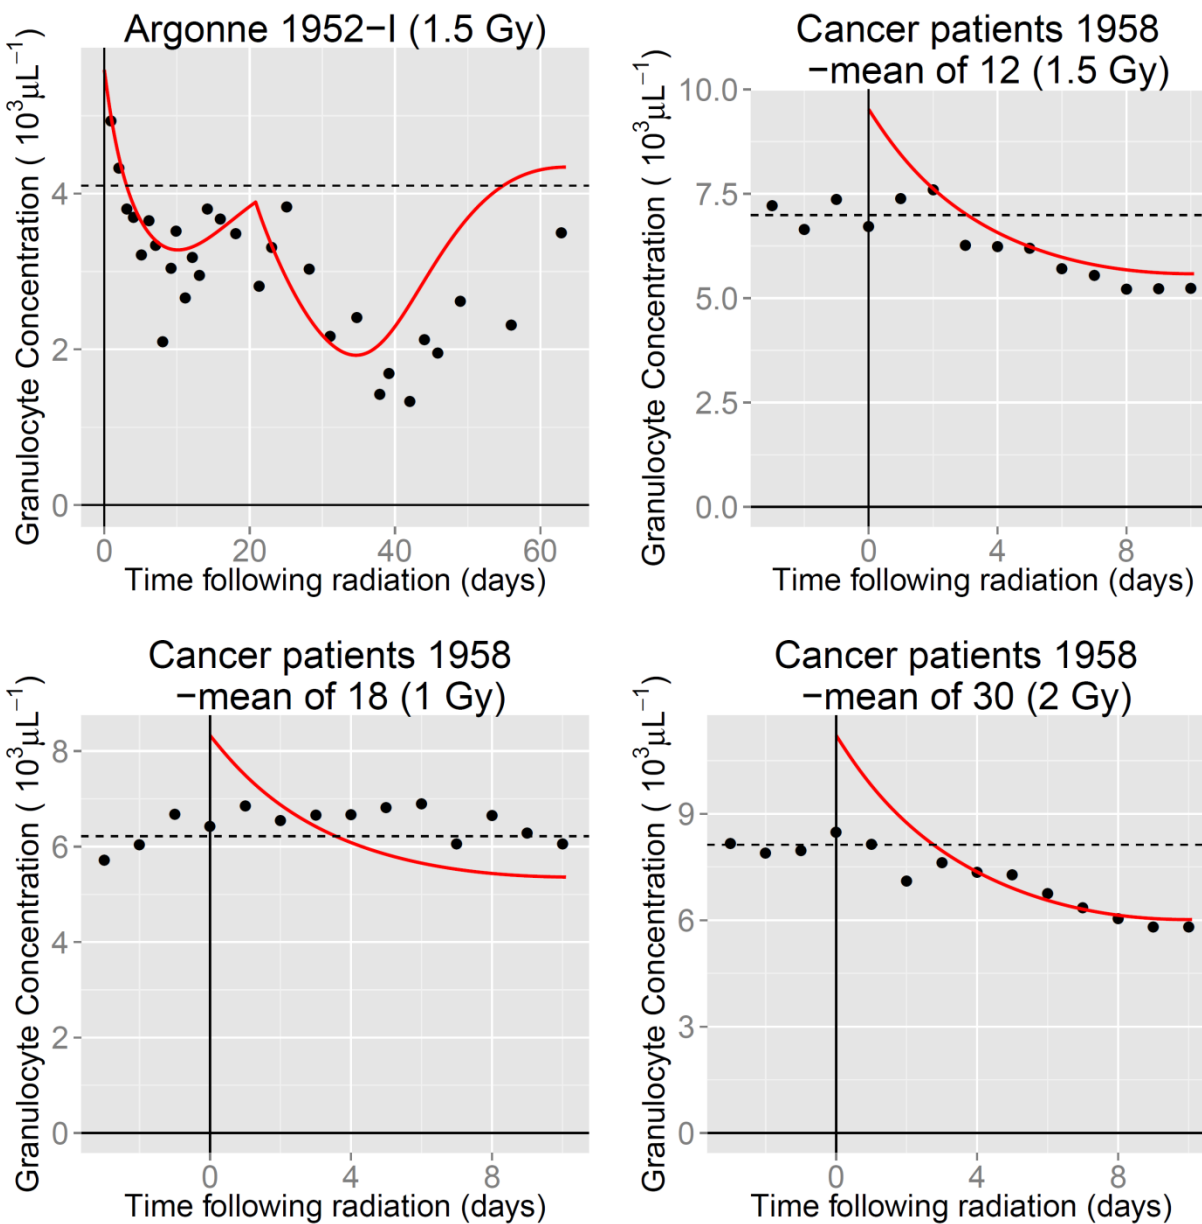 Argonne 1952−I (1.5 Gy)
Granulocyte Concentration ( 10³μL⁻¹)
4
2
0
0 20 40 60
Time following radiation (days)
Cancer patients 1958
−mean of 12 (1.5 Gy)
Granulocyte Concentration ( 10³μL⁻¹)
10.0
7.5
5.0
2.5
0.0
0 4 8
Time following radiation (days)
Cancer patients 1958
−mean of 18 (1 Gy)
Granulocyte Concentration ( 10³μL⁻¹)
8
6
4
2
0
0 4 8
Time following radiation (days)
Cancer patients 1958
−mean of 30 (2 Gy)
Granulocyte Concentration ( 10³μL⁻¹)
9
6
3
0
0 4 8
Time following radiation (days)